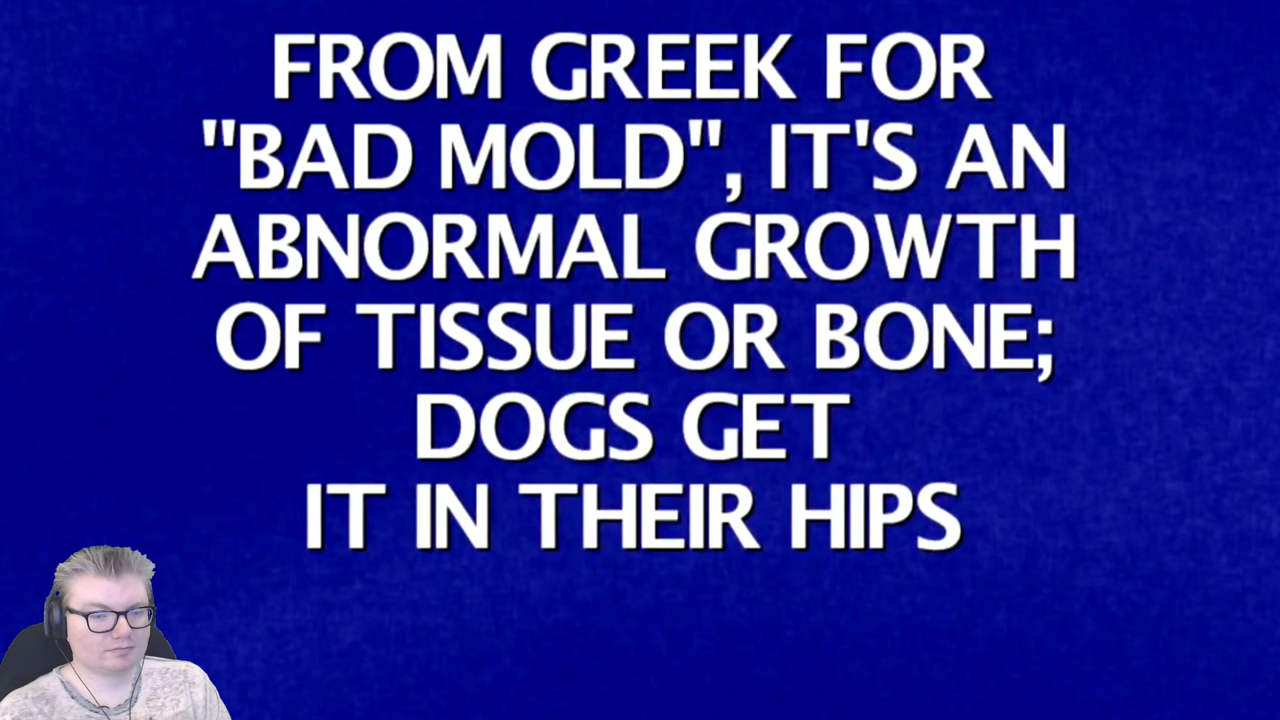 FROM GREEK FOR
"BAD MOLD", IT'S AN
ABNORMAL GROWTH
OF TISSUE OR BONE;
DOGS GET
IT IN THEIR HIPS